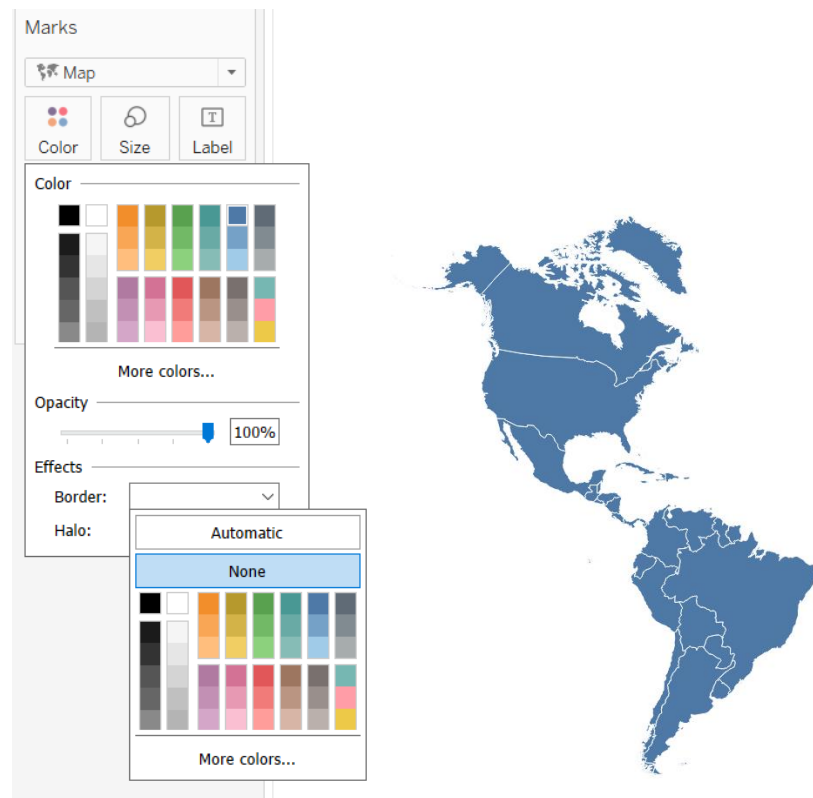 Marks
Map
Color Size Label
T
Color
More colors...
Opacity
100%
Effects
Border:
Halo:
Automatic
None
More colors...